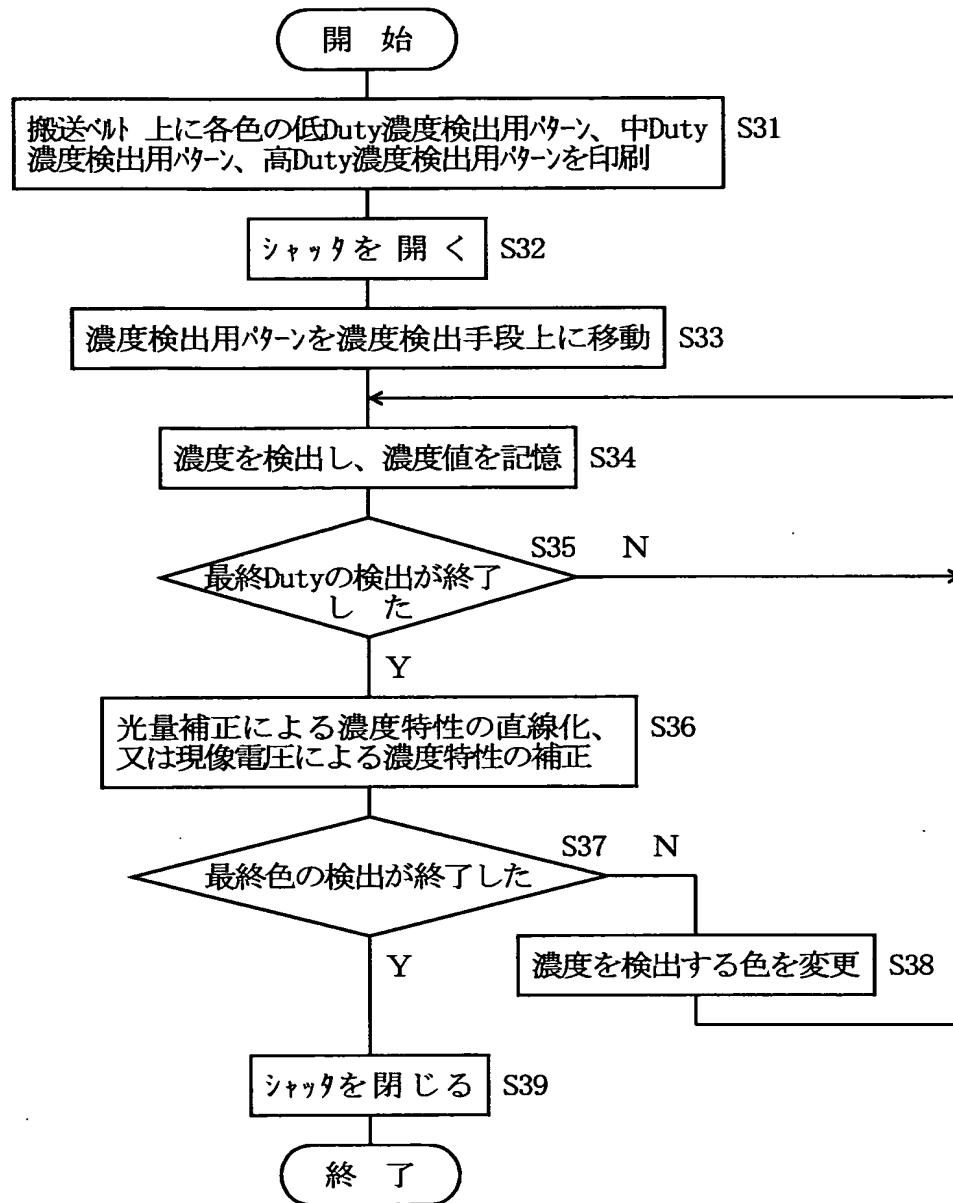 開 始
搬送ﾍﾞﾙﾄ 上に各色の低Duty濃度検出用ﾊﾟﾀｰﾝ、中Duty
濃度検出用ﾊﾟﾀｰﾝ、高Duty濃度検出用ﾊﾟﾀｰﾝを印刷
S31
ｼｬｯﾀを 開 く
S32
濃度検出用ﾊﾟﾀｰﾝを濃度検出手段上に移動
S33
濃度を検出し、濃度値を記憶
S34
S35
N
最終Dutyの検出が終了
し た
Y
光量補正による濃度特性の直線化、
又は現像電圧による濃度特性の補正
S36
S37
N
最終色の検出が終了した
Y
濃度を検出する色を変更
S38
ｼｬｯﾀを 閉 じ る
S39
終 了